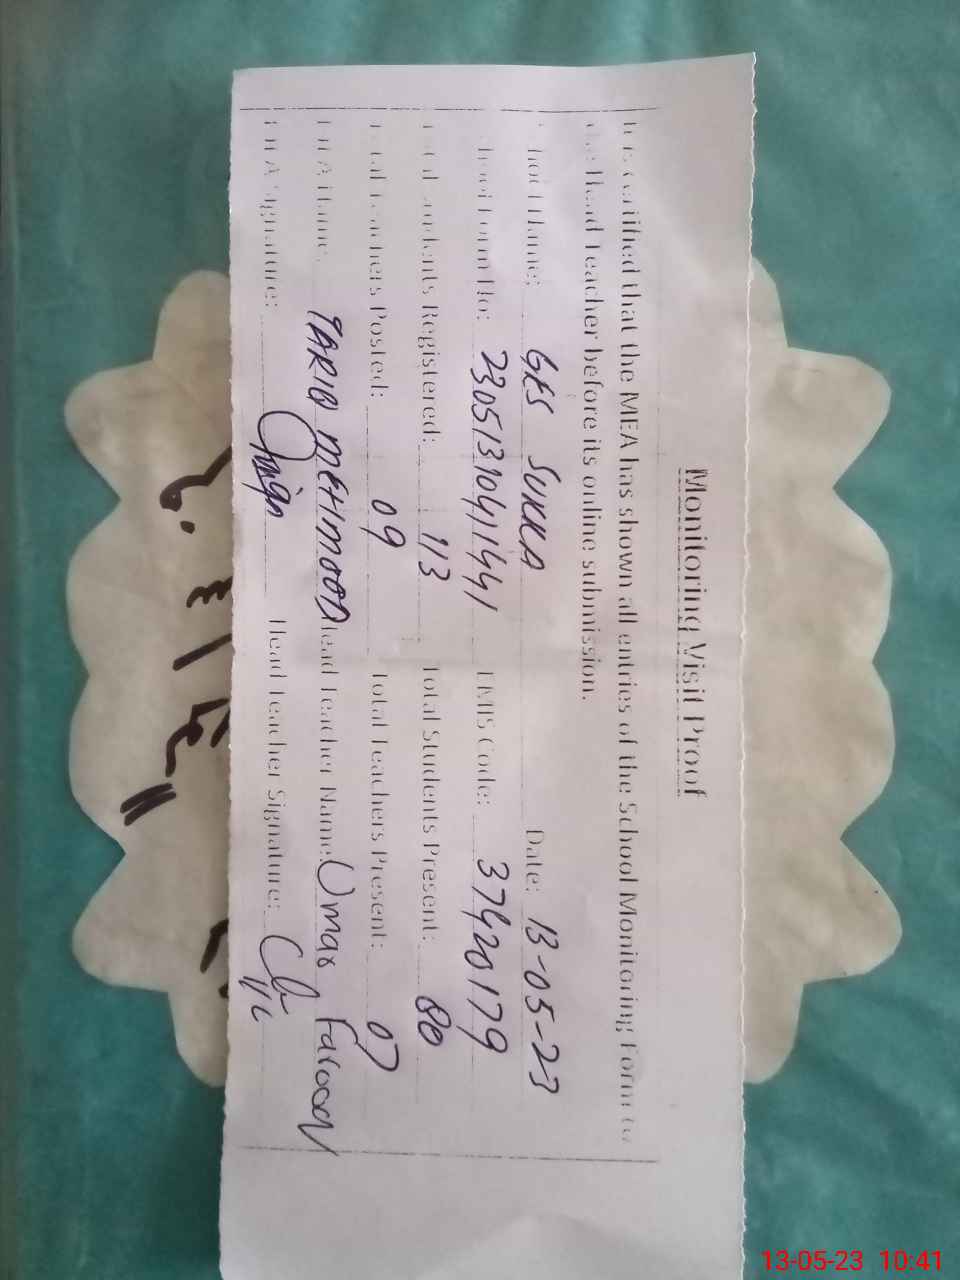 Monitoring Visit Proof
It is certified that the MEA has shown all entries of the School Monitoring Form to
the Head Teacher before its online submission.
School Name: GES SUKKA Date: 13-05-23
School Form No: EMIS Code: 37420179
Total Students Registered: 113 Total Students Present: 80
Total Teachers Posted: 09 Total Teachers Present: 07
MEA Name: TARIQ MEHMOOD Head Teacher Name: Umar Farooq
MEA Signature: Head Teacher Signature:
13-05-23 10:41